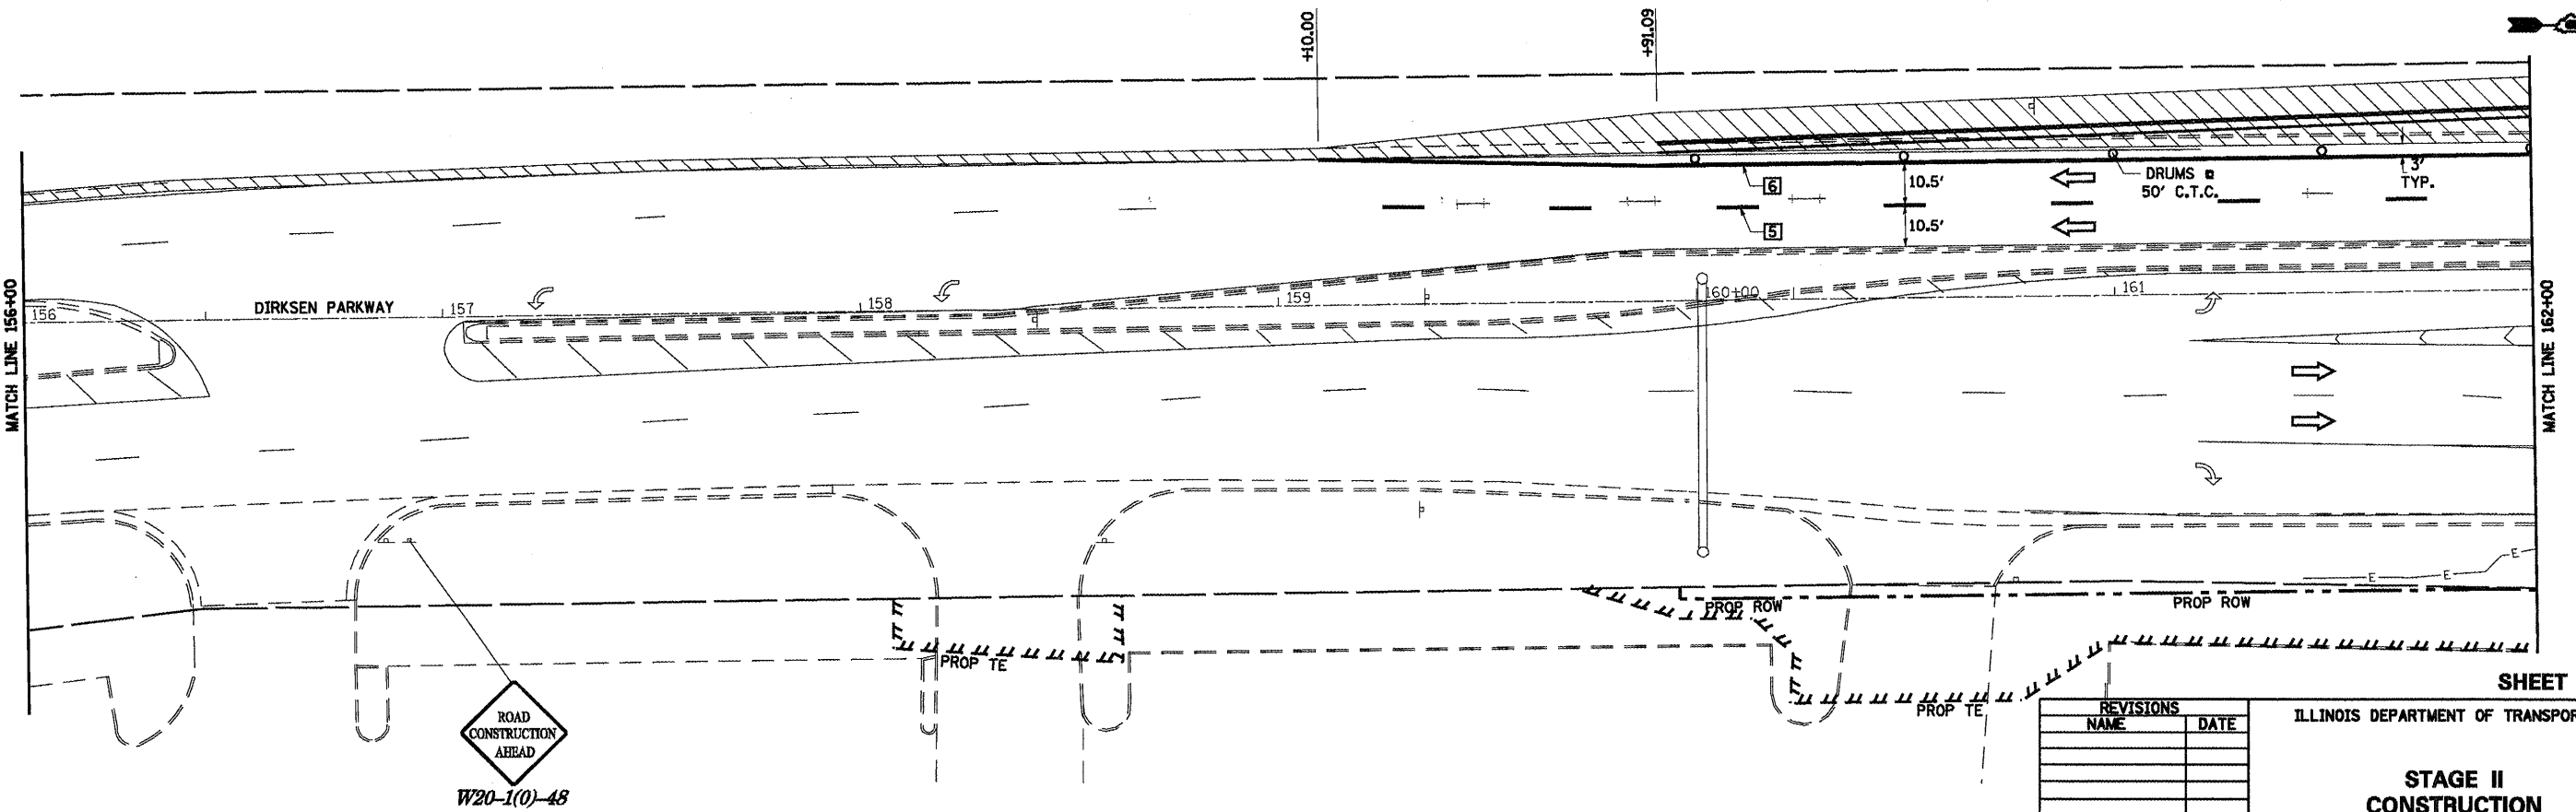 +10.00
+91.09
MATCH LINE 156+00
156
DIRKSEN PARKWAY
157
158
159
160+00
161
6
5
10.5'
10.5'
DRUMS @
50' C.T.C.
3'
TYP.
MATCH LINE 162+00
E
E
E
PROP ROW
PROP ROW
PROP TE
PROP TE
ROAD
CONSTRUCTION
AHEAD
W20-1(0)-48
SHEET
REVISIONS
NAME DATE
ILLINOIS DEPARTMENT OF TRANSPOR
STAGE II
CONSTRUCTION